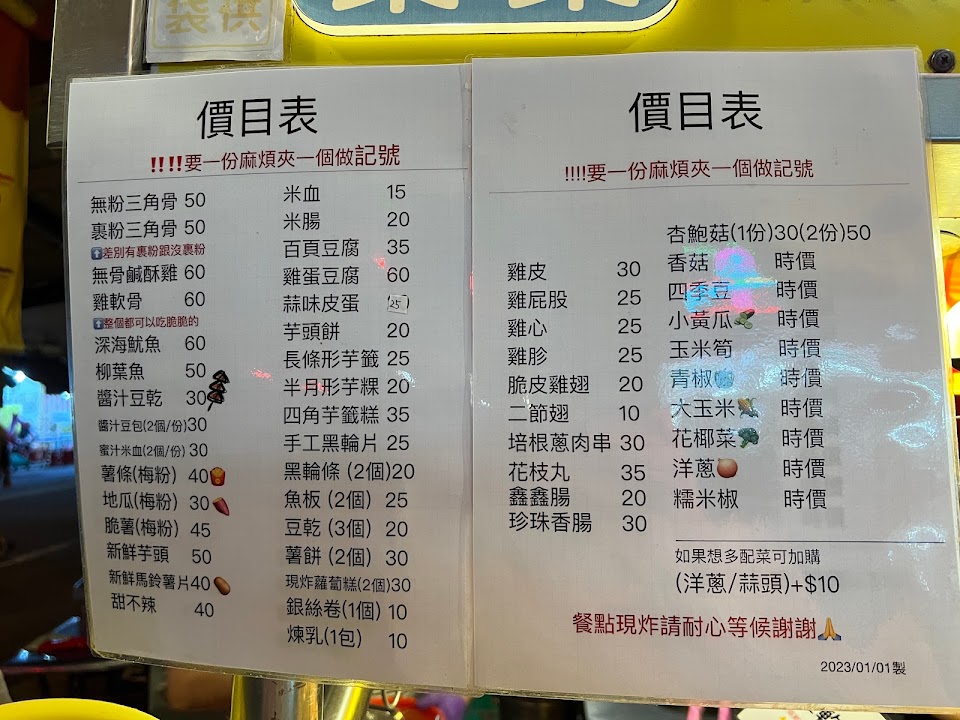 價目表
!!!!要一份麻煩夾一個做記號
無粉三角骨 50
裹粉三角骨 50
⬆️差別有裹粉跟沒裹粉
無骨鹹酥雞 60
雞軟骨 60
⬆️整個都可以吃脆脆的
深海魷魚 60
柳葉魚 50
醬汁豆乾 30
醬汁豆包(2個/份)30
蜜汁米血(2個/份) 30
薯條(梅粉) 40🍟
地瓜(梅粉) 30🍠
脆薯(梅粉) 45
新鮮芋頭 50
新鮮馬鈴薯片40🥔
甜不辣 40
米血 15
米腸 20
百頁豆腐 35
雞蛋豆腐 60
蒜味皮蛋 25
芋頭餅 20
長條形芋籤 25
半月形芋粿 20
四角芋籤糕 35
手工黑輪片 25
黑輪條 (2個)20
魚板 (2個) 25
豆乾 (3個) 20
薯餅 (2個) 30
現炸蘿蔔糕(2個)30
銀絲卷(1個) 10
煉乳(1包) 10
價目表
!!!!要一份麻煩夾一個做記號
雞皮 30
雞屁股 25
雞心 25
雞胗 25
脆皮雞翅 20
二節翅 10
培根蔥肉串 30
花枝丸 35
鑫鑫腸 20
珍珠香腸 30
杏鮑菇(1份)30(2份)50
香菇 時價
四季豆 時價
小黃瓜🥒 時價
玉米筍 時價
青椒🫑 時價
大玉米🌽 時價
花椰菜🥦 時價
洋蔥🧅 時價
糯米椒 時價
如果想多配菜可加購
(洋蔥/蒜頭)+$10
餐點現炸請耐心等候謝謝🙏
2023/01/01製